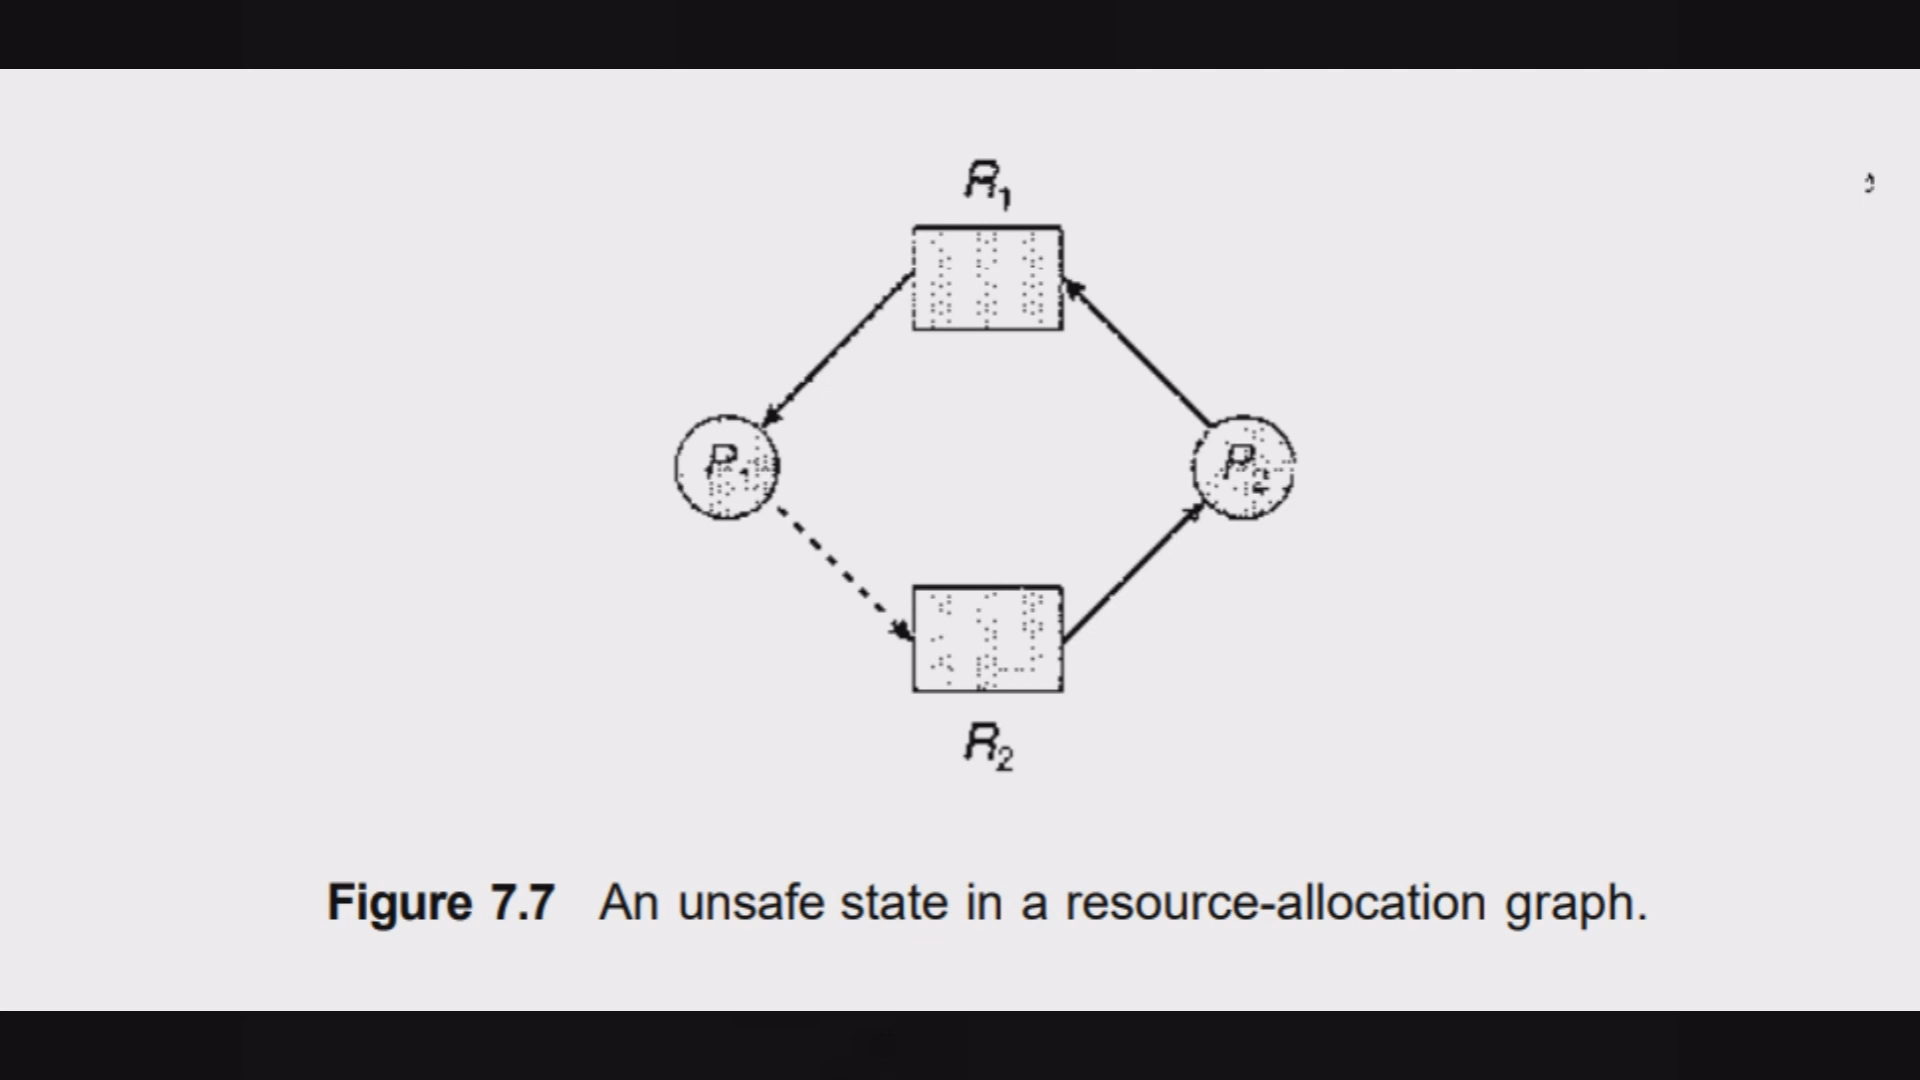 R1
P1
P2
R2
Figure 7.7 An unsafe state in a resource-allocation graph.